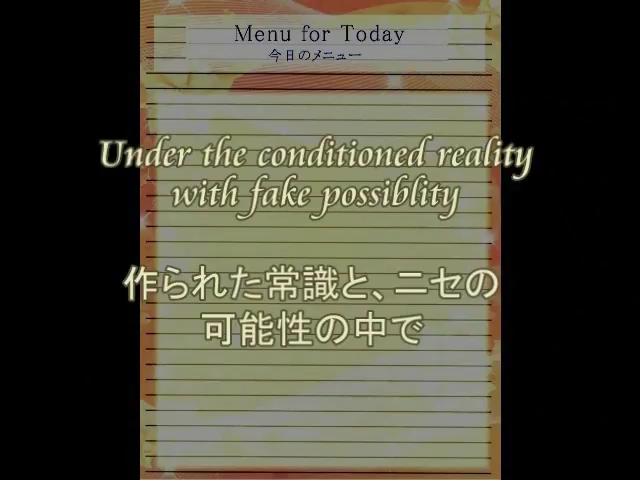 Menu for Today
今日のメニュー
Under the conditioned reality
with fake possiblity
作られた常識と、ニセの
可能性の中で